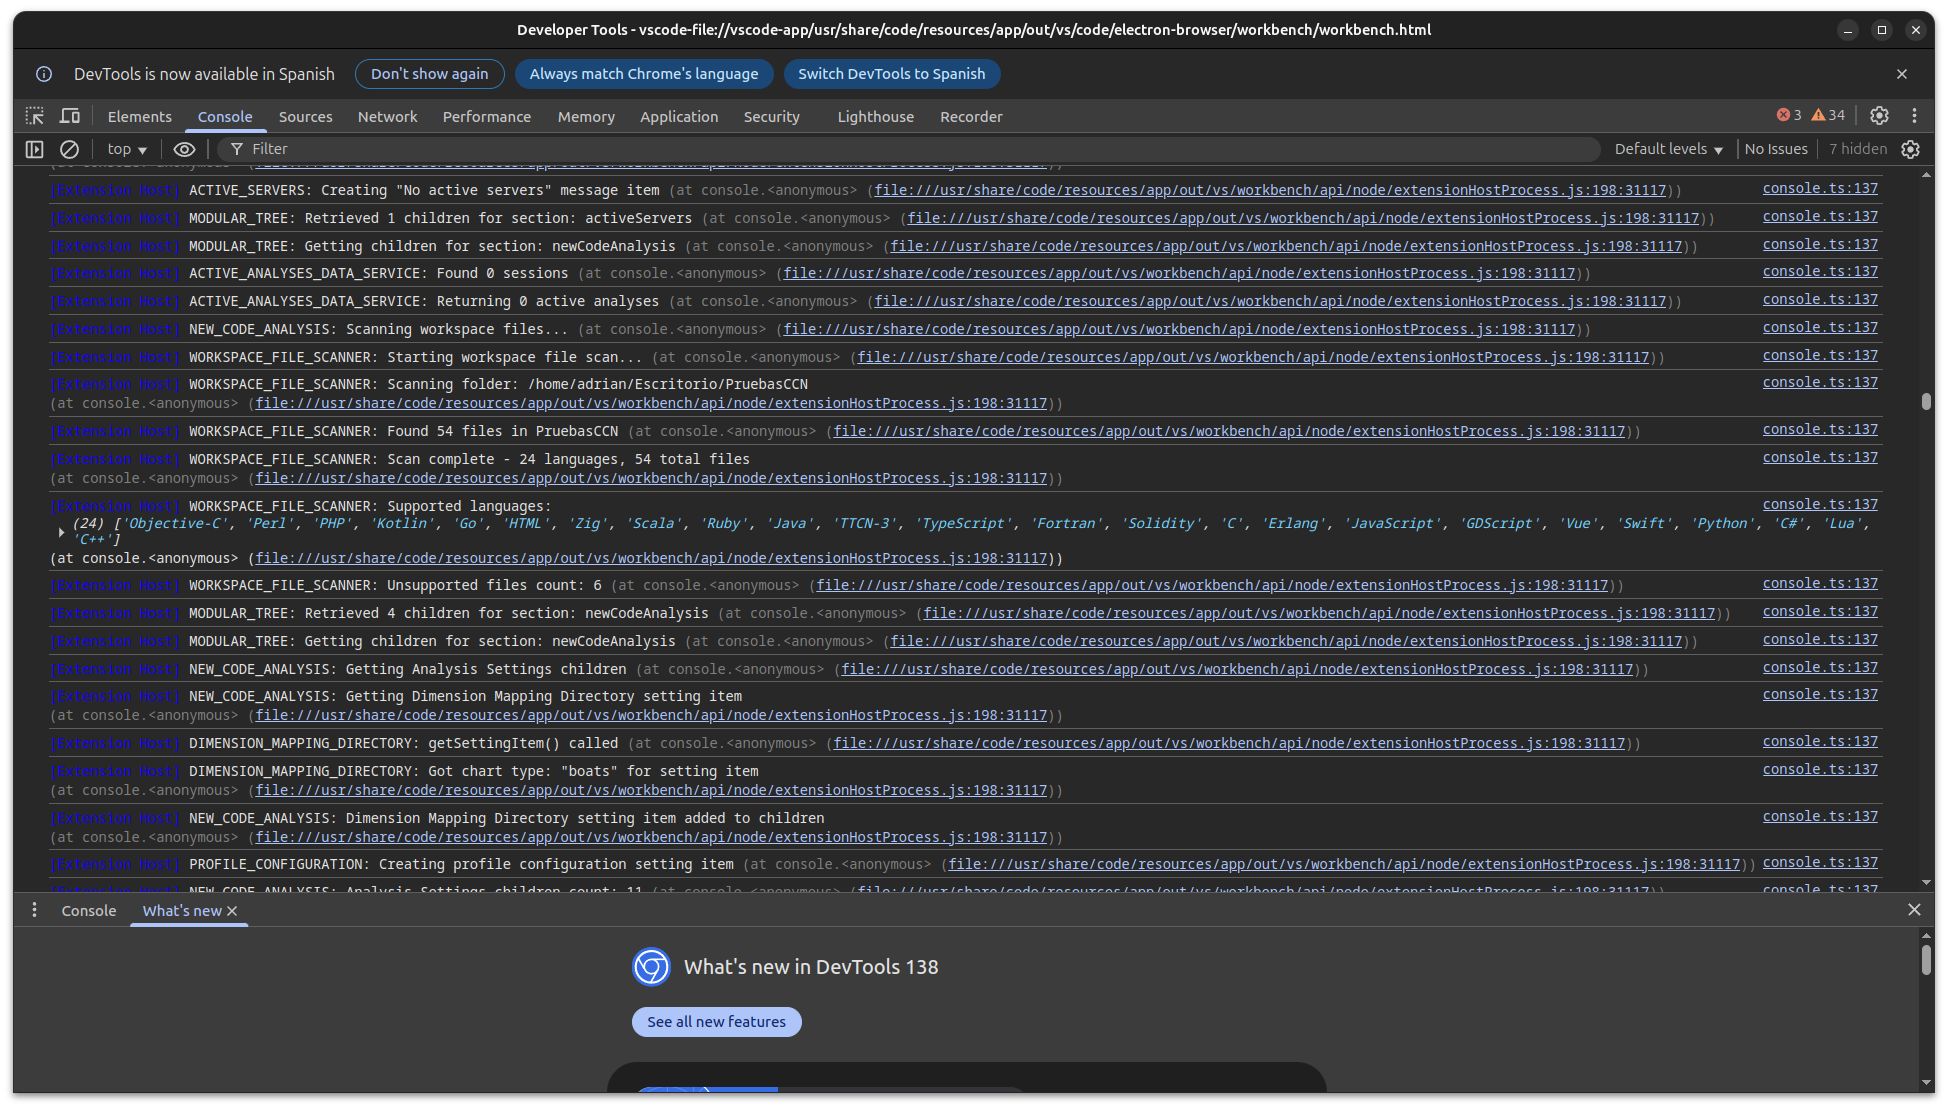 Developer Tools - vscode-file://vscode-app/usr/share/code/resources/app/out/vs/code/electron-browser/workbench/workbench.html
DevTools is now available in Spanish Don't show again Always match Chrome's language Switch DevTools to Spanish
Elements Console Sources Network Performance Memory Application Security Lighthouse Recorder 3 34
top Filter Default levels No Issues 7 hidden
[Extension Host] ACTIVE_SERVERS: Creating "No active servers" message item (at console.<anonymous> (file:///usr/share/code/resources/app/out/vs/workbench/api/node/extensionHostProcess.js:198:31117)) console.ts:137
[Extension Host] MODULAR_TREE: Retrieved 1 children for section: activeServers (at console.<anonymous> (file:///usr/share/code/resources/app/out/vs/workbench/api/node/extensionHostProcess.js:198:31117)) console.ts:137
[Extension Host] MODULAR_TREE: Getting children for section: newCodeAnalysis (at console.<anonymous> (file:///usr/share/code/resources/app/out/vs/workbench/api/node/extensionHostProcess.js:198:31117)) console.ts:137
[Extension Host] ACTIVE_ANALYSES_DATA_SERVICE: Found 0 sessions (at console.<anonymous> (file:///usr/share/code/resources/app/out/vs/workbench/api/node/extensionHostProcess.js:198:31117)) console.ts:137
[Extension Host] ACTIVE_ANALYSES_DATA_SERVICE: Returning 0 active analyses (at console.<anonymous> (file:///usr/share/code/resources/app/out/vs/workbench/api/node/extensionHostProcess.js:198:31117)) console.ts:137
[Extension Host] NEW_CODE_ANALYSIS: Scanning workspace files... (at console.<anonymous> (file:///usr/share/code/resources/app/out/vs/workbench/api/node/extensionHostProcess.js:198:31117)) console.ts:137
[Extension Host] WORKSPACE_FILE_SCANNER: Starting workspace file scan... (at console.<anonymous> (file:///usr/share/code/resources/app/out/vs/workbench/api/node/extensionHostProcess.js:198:31117)) console.ts:137
[Extension Host] WORKSPACE_FILE_SCANNER: Scanning folder: /home/adrian/Escritorio/PruebasCCN console.ts:137
(at console.<anonymous> (file:///usr/share/code/resources/app/out/vs/workbench/api/node/extensionHostProcess.js:198:31117))
[Extension Host] WORKSPACE_FILE_SCANNER: Found 54 files in PruebasCCN (at console.<anonymous> (file:///usr/share/code/resources/app/out/vs/workbench/api/node/extensionHostProcess.js:198:31117)) console.ts:137
[Extension Host] WORKSPACE_FILE_SCANNER: Scan complete - 24 languages, 54 total files console.ts:137
(at console.<anonymous> (file:///usr/share/code/resources/app/out/vs/workbench/api/node/extensionHostProcess.js:198:31117))
[Extension Host] WORKSPACE_FILE_SCANNER: Supported languages: console.ts:137
(24) ['Objective-C', 'Perl', 'PHP', 'Kotlin', 'Go', 'HTML', 'Zig', 'Scala', 'Ruby', 'Java', 'TTCN-3', 'TypeScript', 'Fortran', 'Solidity', 'C', 'Erlang', 'JavaScript', 'GDScript', 'Vue', 'Swift', 'Python', 'C#', 'Lua',
'C++']
(at console.<anonymous> (file:///usr/share/code/resources/app/out/vs/workbench/api/node/extensionHostProcess.js:198:31117))
[Extension Host] WORKSPACE_FILE_SCANNER: Unsupported files count: 6 (at console.<anonymous> (file:///usr/share/code/resources/app/out/vs/workbench/api/node/extensionHostProcess.js:198:31117)) console.ts:137
[Extension Host] MODULAR_TREE: Retrieved 4 children for section: newCodeAnalysis (at console.<anonymous> (file:///usr/share/code/resources/app/out/vs/workbench/api/node/extensionHostProcess.js:198:31117)) console.ts:137
[Extension Host] MODULAR_TREE: Getting children for section: newCodeAnalysis (at console.<anonymous> (file:///usr/share/code/resources/app/out/vs/workbench/api/node/extensionHostProcess.js:198:31117)) console.ts:137
[Extension Host] NEW_CODE_ANALYSIS: Getting Analysis Settings children (at console.<anonymous> (file:///usr/share/code/resources/app/out/vs/workbench/api/node/extensionHostProcess.js:198:31117)) console.ts:137
[Extension Host] NEW_CODE_ANALYSIS: Getting Dimension Mapping Directory setting item console.ts:137
(at console.<anonymous> (file:///usr/share/code/resources/app/out/vs/workbench/api/node/extensionHostProcess.js:198:31117))
[Extension Host] DIMENSION_MAPPING_DIRECTORY: getSettingItem() called (at console.<anonymous> (file:///usr/share/code/resources/app/out/vs/workbench/api/node/extensionHostProcess.js:198:31117)) console.ts:137
[Extension Host] DIMENSION_MAPPING_DIRECTORY: Got chart type: "boats" for setting item console.ts:137
(at console.<anonymous> (file:///usr/share/code/resources/app/out/vs/workbench/api/node/extensionHostProcess.js:198:31117))
[Extension Host] NEW_CODE_ANALYSIS: Dimension Mapping Directory setting item added to children console.ts:137
(at console.<anonymous> (file:///usr/share/code/resources/app/out/vs/workbench/api/node/extensionHostProcess.js:198:31117))
[Extension Host] PROFILE_CONFIGURATION: Creating profile configuration setting item (at console.<anonymous> (file:///usr/share/code/resources/app/out/vs/workbench/api/node/extensionHostProcess.js:198:31117)) console.ts:137
[Extension Host] NEW_CODE_ANALYSIS: Analysis Settings children count: 11 (at console.<anonymous> (file:///usr/share/code/resources/app/out/vs/workbench/api/node/extensionHostProcess.js:198:31117)) console.ts:137
Console What's new
What's new in DevTools 138
See all new features